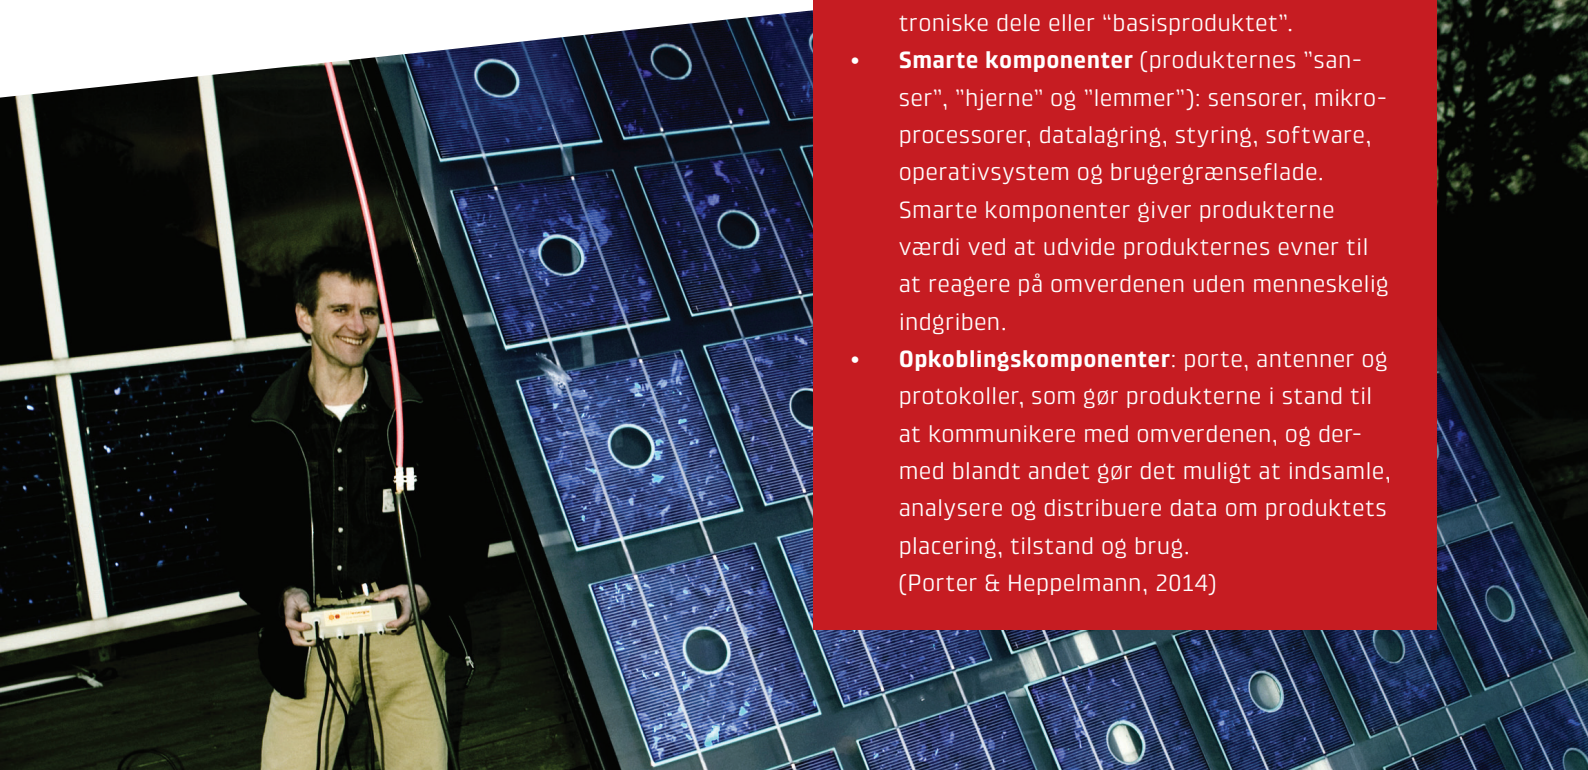 troniske dele eller “basisproduktet”.
• Smarte komponenter (produkternes ”san-
ser”, ”hjerne” og ”lemmer”): sensorer, mikro-
processorer, datalagring, styring, software,
operativsystem og brugergrænseflade.
Smarte komponenter giver produkterne
værdi ved at udvide produkternes evner til
at reagere på omverdenen uden menneskelig
indgriben.
• Opkoblingskomponenter: porte, antenner og
protokoller, som gør produkterne i stand til
at kommunikere med omverdenen, og der-
med blandt andet gør det muligt at indsamle,
analysere og distribuere data om produktets
placering, tilstand og brug.
(Porter & Heppelmann, 2014)